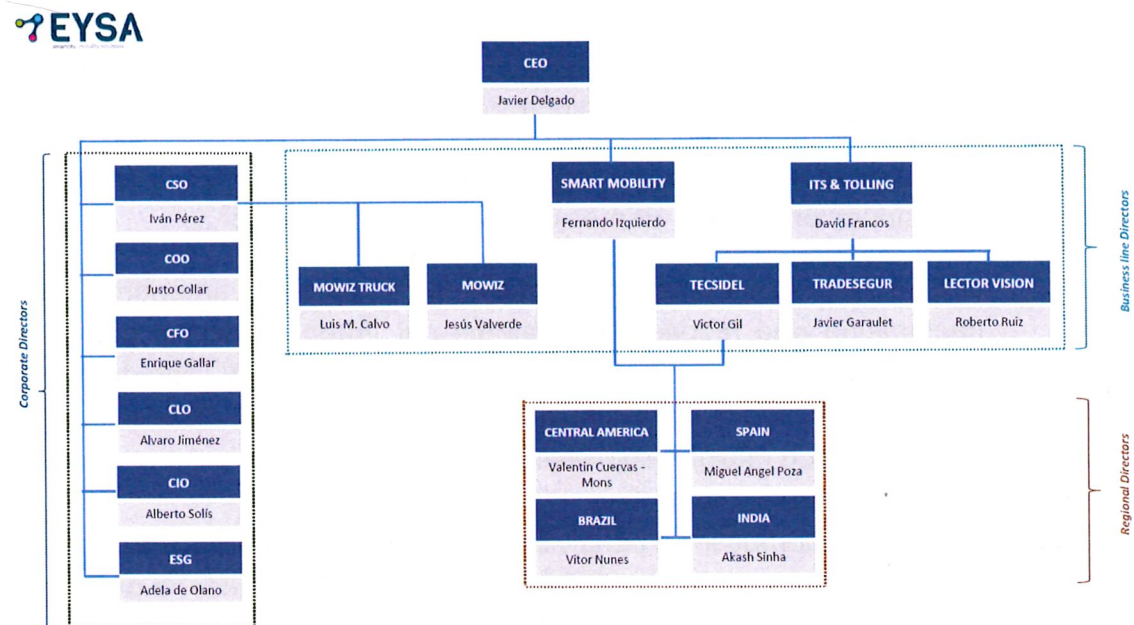 EYSA
CEO
Javier Delgado
CSO
Iván Pérez
COO
Justo Collar
CFO
Enrique Gallar
CLO
Alvaro Jiménez
CIO
Alberto Solís
ESG
Adela de Olano
Corporate Directors
SMART MOBILITY
Fernando Izquierdo
ITS & TOLLING
David Francos
MOWIZ TRUCK
Luis M. Calvo
MOWIZ
Jesús Valverde
TECSIDEL
Victor Gil
TRADESEGUR
Javier Garaulet
LECTOR VISION
Roberto Ruiz
Business line Directors
CENTRAL AMERICA
Valentin Cuervas -
Mons
SPAIN
Miguel Angel Poza
BRAZIL
Vitor Nunes
INDIA
Akash Sinha
Regional Directors